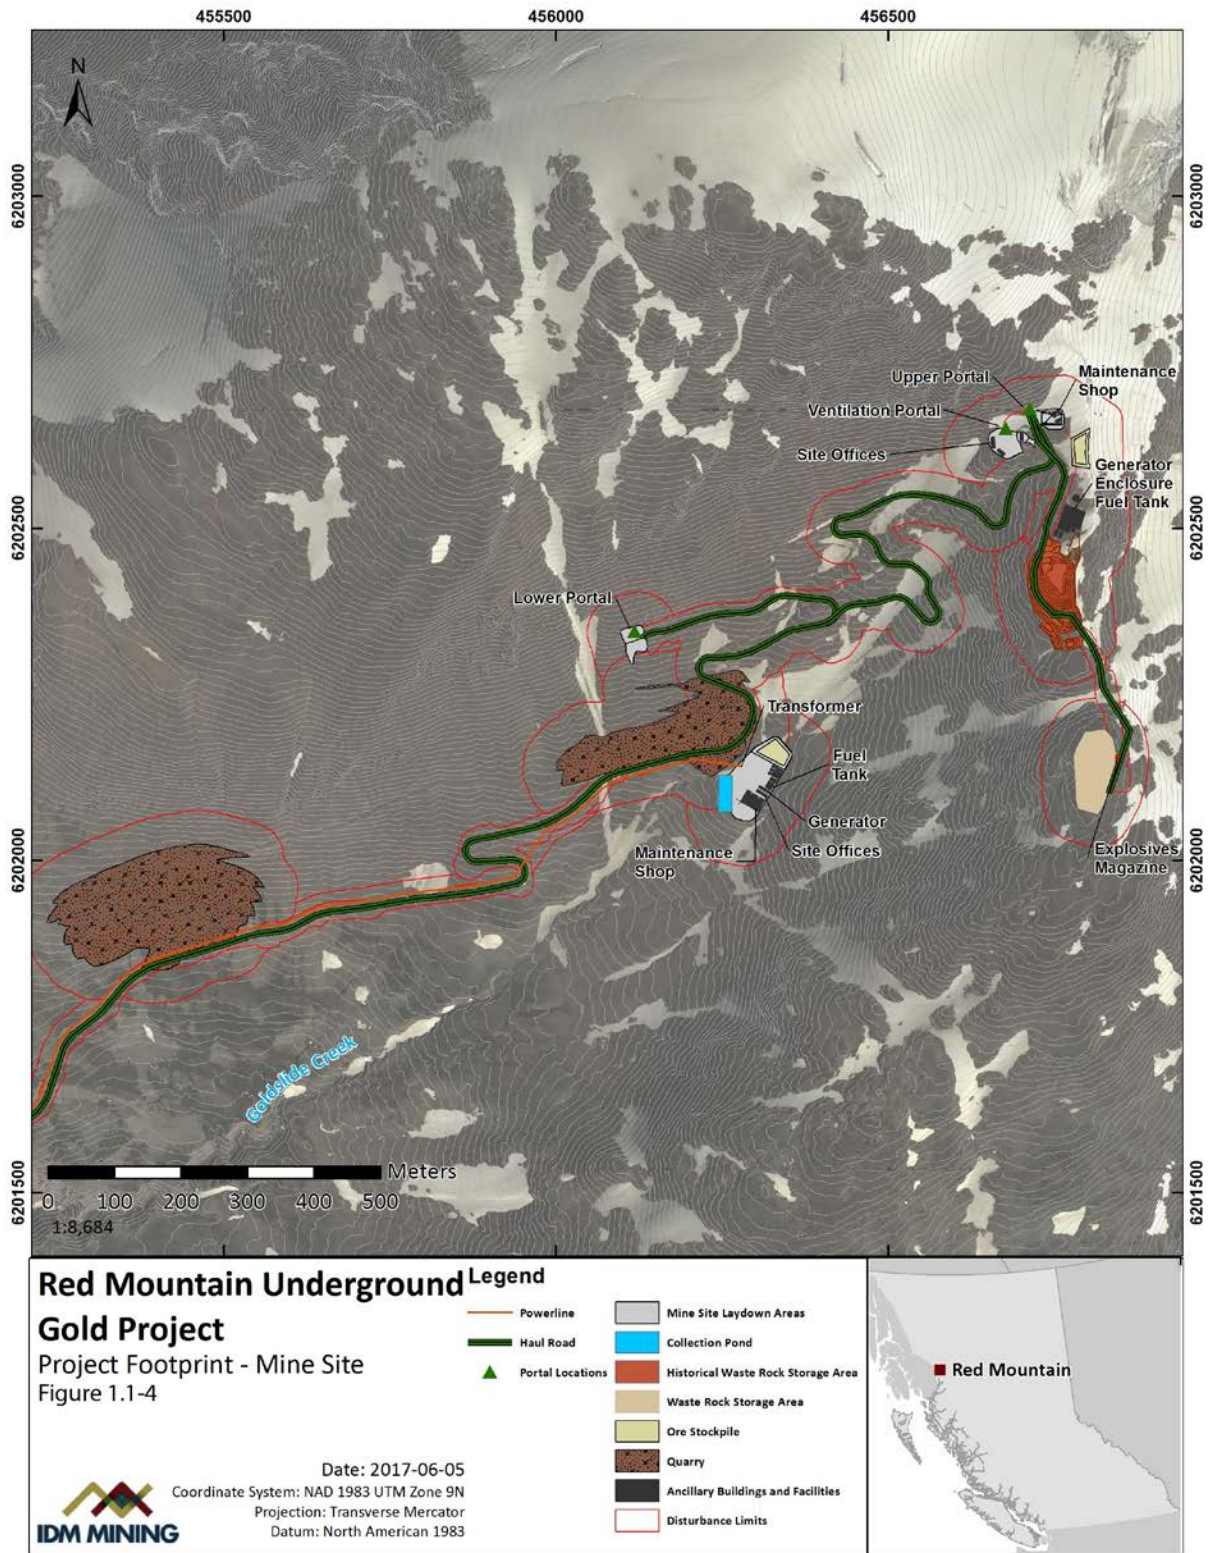 455500 456000 456500
N
6203000 6203000
Upper Portal
Maintenance
Shop
Ventilation Portal
Site Offices
Generator
Enclosure
Fuel Tank
6202500 6202500
Lower Portal
Transformer
Fuel
Tank
Generator
Site Offices
Maintenance
Shop
Explosives
Magazine
6202000 6202000
Goldslide Creek
Meters
0 100 200 300 400 500
1:8,684
6201500 6201500
Red Mountain Underground
Gold Project
Project Footprint - Mine Site
Figure 1.1-4
Date: 2017-06-05
Coordinate System: NAD 1983 UTM Zone 9N
Projection: Transverse Mercator
Datum: North American 1983
IDM MINING
Legend
Powerline
Haul Road
Portal Locations
Mine Site Laydown Areas
Collection Pond
Historical Waste Rock Storage Area
Waste Rock Storage Area
Ore Stockpile
Quarry
Ancillary Buildings and Facilities
Disturbance Limits
Red Mountain